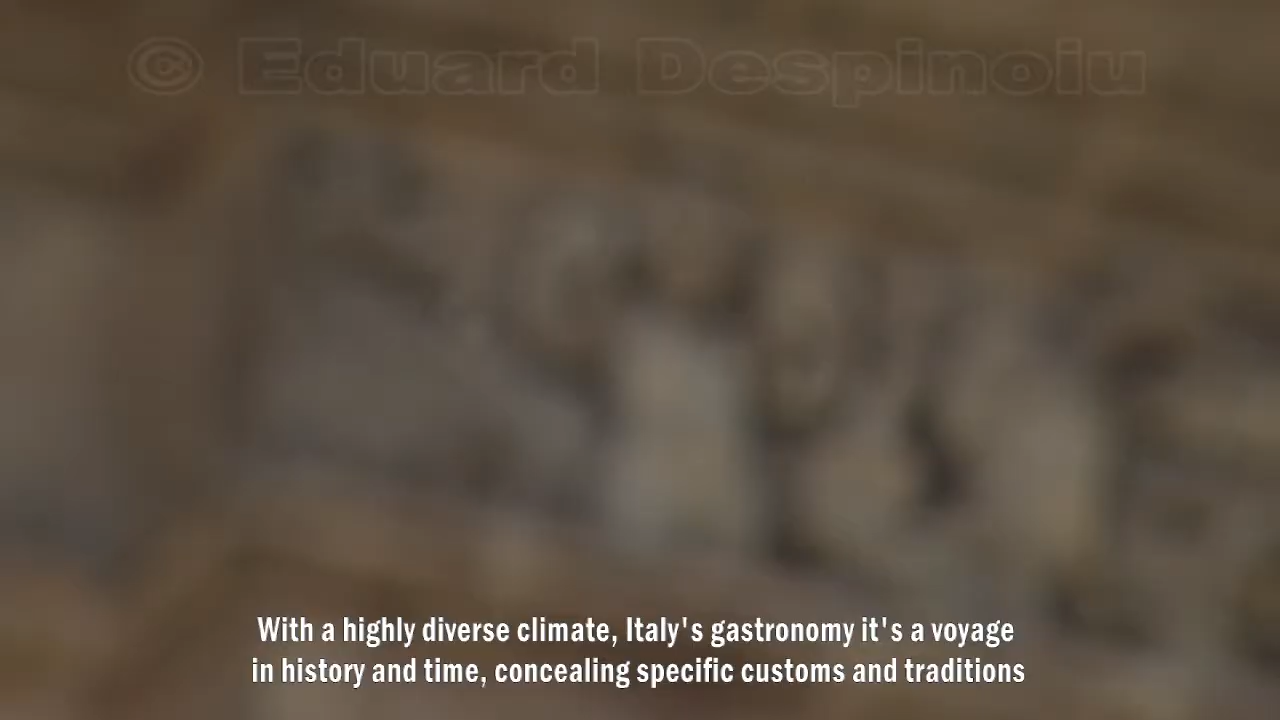 © Eduard Despinoiu
With a highly diverse climate, Italy's gastronomy it's a voyage
in history and time, concealing specific customs and traditions